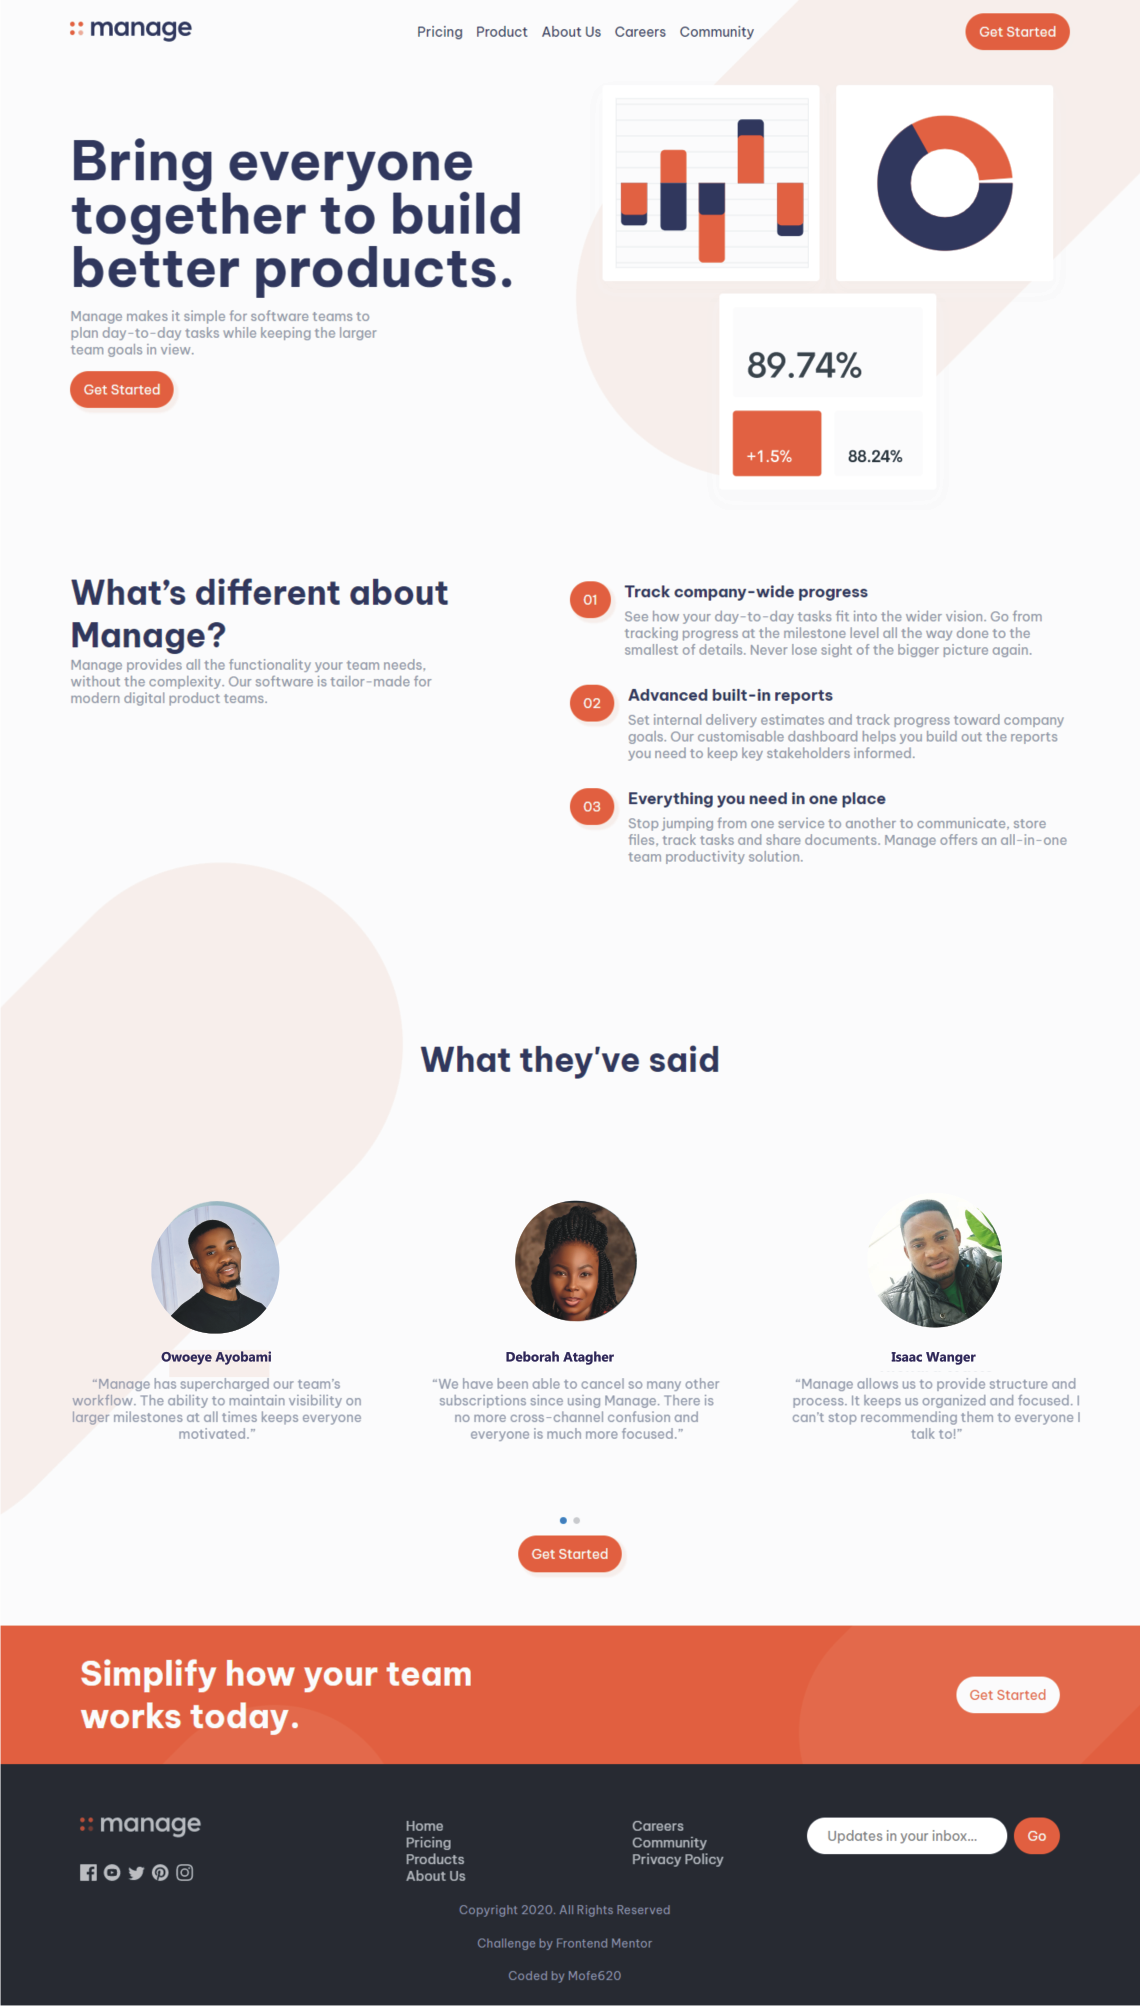 manage
Pricing Product About Us Careers Community
Get Started
Bring everyone
together to build
better products.
Manage makes it simple for software teams to
plan day-to-day tasks while keeping the larger
team goals in view.
Get Started
89.74%
+1.5%
88.24%
What’s different about
Manage?
Manage provides all the functionality your team needs,
without the complexity. Our software is tailor-made for
modern digital product teams.
01
Track company-wide progress
See how your day-to-day tasks fit into the wider vision. Go from
tracking progress at the milestone level all the way done to the
smallest of details. Never lose sight of the bigger picture again.
02
Advanced built-in reports
Set internal delivery estimates and track progress toward company
goals. Our customisable dashboard helps you build out the reports
you need to keep key stakeholders informed.
03
Everything you need in one place
Stop jumping from one service to another to communicate, store
files, track tasks and share documents. Manage offers an all-in-one
team productivity solution.
What they've said
Owoeye Ayobami
“Manage has supercharged our team’s
workflow. The ability to maintain visibility on
larger milestones at all times keeps everyone
motivated.”
Deborah Atagher
“We have been able to cancel so many other
subscriptions since using Manage. There is
no more cross-channel confusion and
everyone is much more focused.”
Isaac Wanger
“Manage allows us to provide structure and
process. It keeps us organized and focused. I
can’t stop recommending them to everyone I
talk to!”
Get Started
Simplify how your team
works today.
Get Started
manage
Home
Pricing
Products
About Us
Careers
Community
Privacy Policy
Updates in your inbox...
Go
Copyright 2020. All Rights Reserved
Challenge by Frontend Mentor
Coded by Mofe620